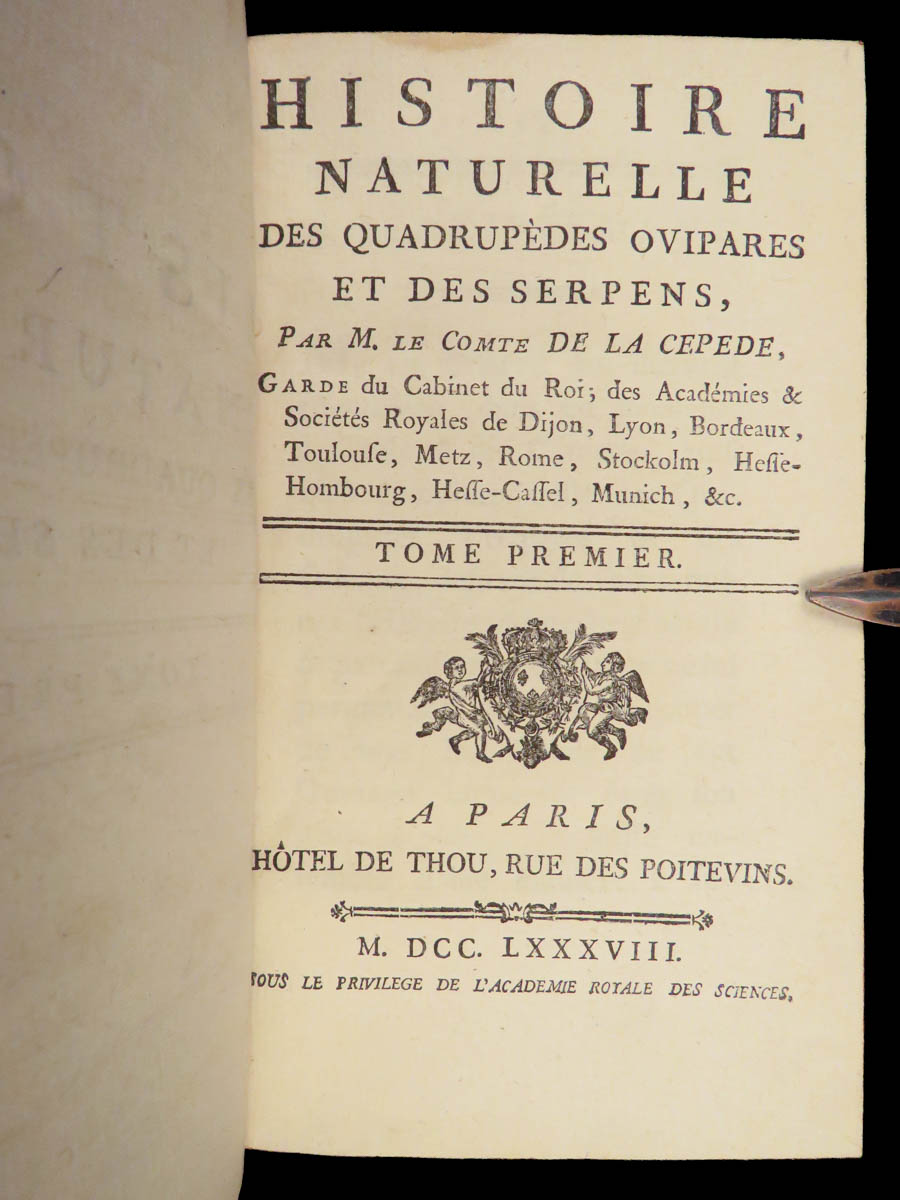 HISTOIRE
NATURELLE
DES QUADRUPÈDES OVIPARES
ET DES SERPENS,
PAR M. LE COMTE DE LA CEPEDE,
GARDE du Cabinet du Roi; des Académies &
Sociétés Royales de Dijon, Lyon, Bordeaux,
Toulouſe, Metz, Rome, Stockolm, Heſſe-
Hombourg, Heſſe-Caſſel, Munich, &c.
TOME PREMIER.
A PARIS,
HÔTEL DE THOU, RUE DES POITEVINS.
M. DCC. LXXXVIII.
SOUS LE PRIVILEGE DE L'ACADEMIE ROYALE DES SCIENCES,